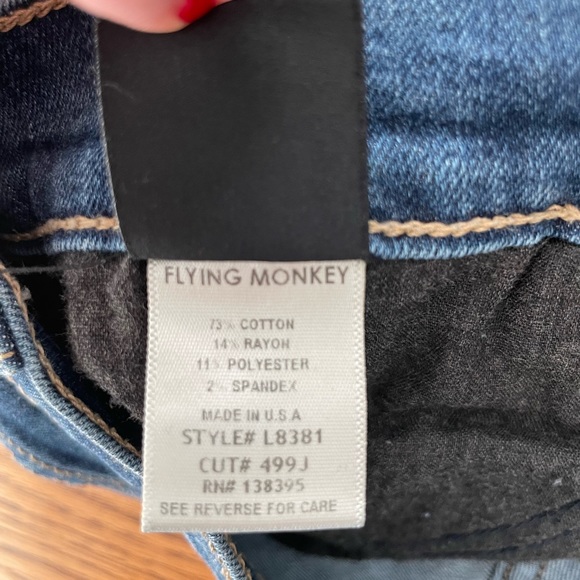 FLYING MONKEY
73% COTTON
14% RAYON
11% POLYESTER
2% SPANDEX
MADE IN U.S.A
STYLE# L8381
CUT# 499J
RN# 138395
SEE REVERSE FOR CARE